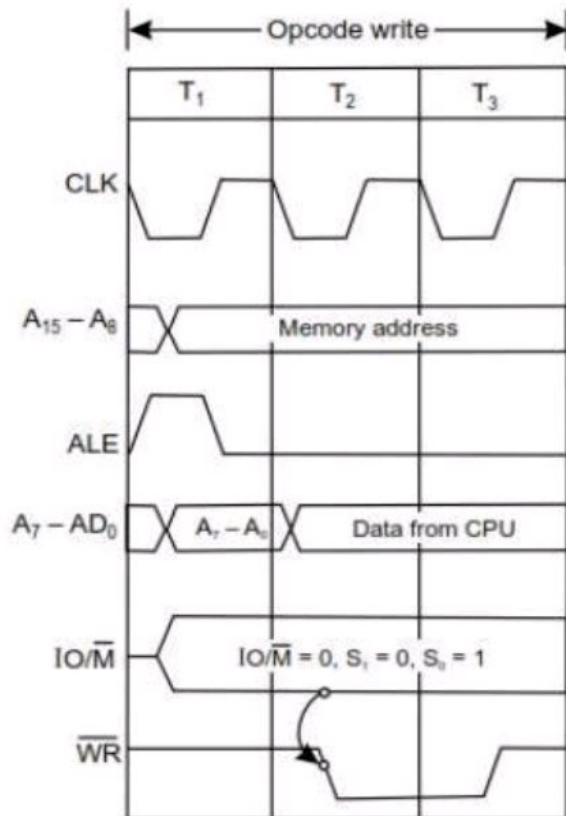 Opcode write
T₁ T₂ T₃
CLK
A₁₅ – A₈ Memory address
ALE
A₇ – AD₀ A₇ – A₀ Data from CPU
IO/M̅ IO/M̅ = 0, S₁ = 0, S₀ = 1
W̅R̅